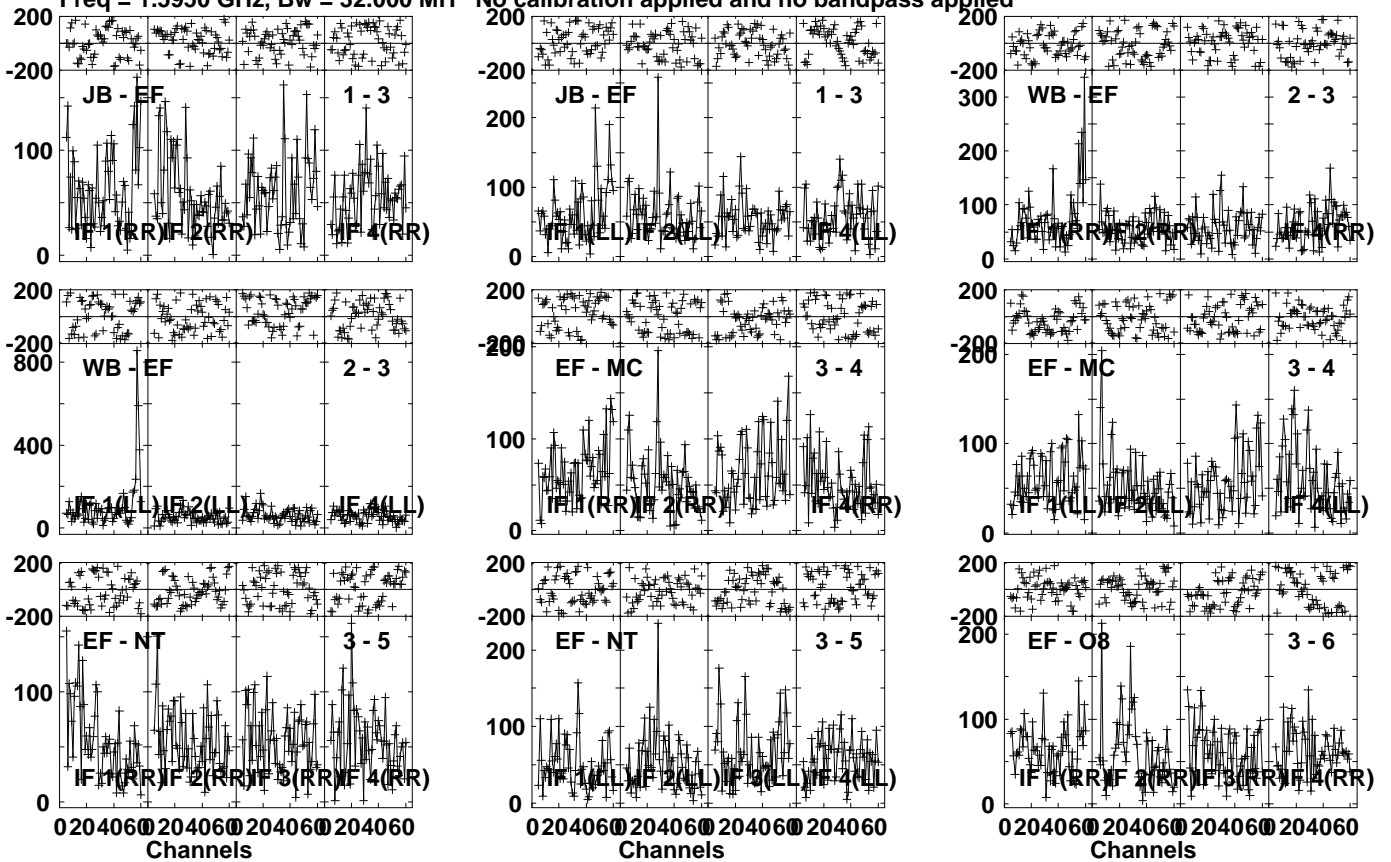 Freq = 1.5950 GHz, Bw = 32.000 MH No calibration applied and no bandpass applied
200
-200
JB - EF
1 - 3
100
0
IF 1(RR) IF 2(RR) IF 4(RR)
200
-200
JB - EF
1 - 3
200
100
0
IF 1(LL) IF 2(LL) IF 4(LL)
200
-200
WB - EF
2 - 3
300
200
100
0
IF 1(RR) IF 2(RR) IF 4(RR)
200
-200
WB - EF
2 - 3
800
400
0
IF 1(LL) IF 2(LL) IF 4(LL)
200
-200
200
EF - MC
3 - 4
100
0
IF 1(RR) IF 2(RR) IF 4(RR)
200
-200
200
EF - MC
3 - 4
100
0
IF 1(LL) IF 2(LL) IF 4(LL)
200
-200
EF - NT
3 - 5
100
0
IF 1(RR) IF 2(RR) IF 3(RR) IF 4(RR)
0 20 40 60 0 20 40 60 0 20 40 60 0 20 40 60
Channels
200
-200
EF - NT
3 - 5
200
100
0
IF 1(LL) IF 2(LL) IF 3(LL) IF 4(LL)
0 20 40 60 0 20 40 60 0 20 40 60 0 20 40 60
Channels
200
-200
EF - O8
3 - 6
200
100
0
IF 1(RR) IF 2(RR) IF 3(RR) IF 4(RR)
0 20 40 60 0 20 40 60 0 20 40 60 0 20 40 60
Channels